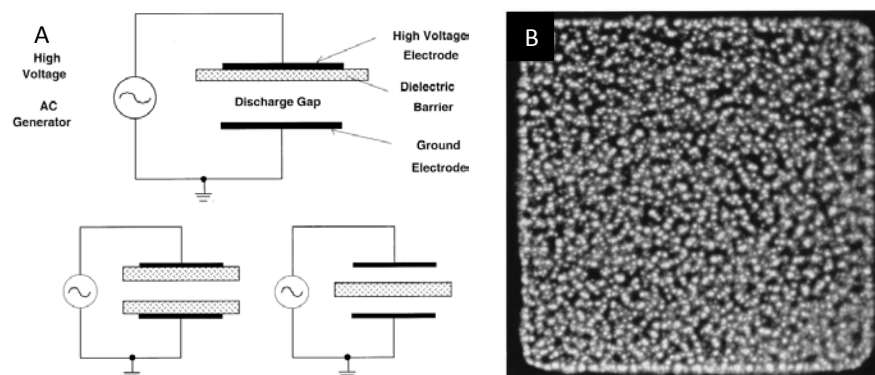 A
High
Voltage
AC
Generator
High Voltage
Electrode
Dielectric
Barrier
Discharge Gap
Ground
Electrode
B